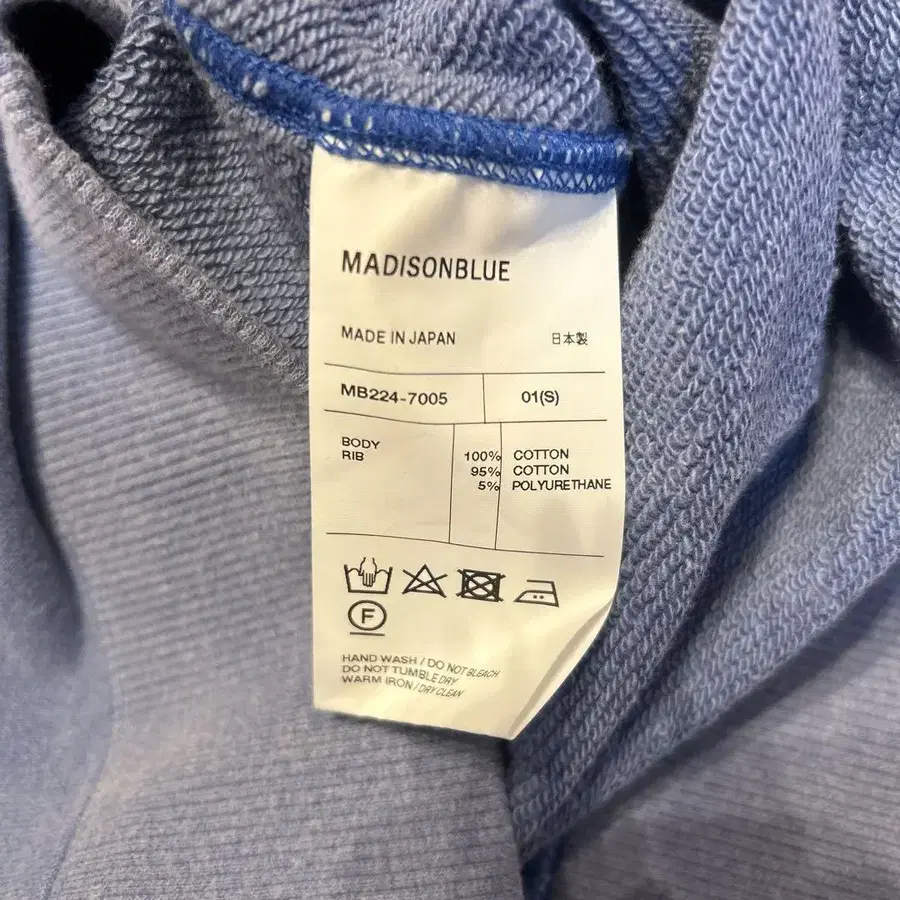 MADISONBLUE
MADE IN JAPAN 日本製
MB224-7005 01(S)
BODY 100% COTTON
RIB 95% COTTON
5% POLYURETHANE
F
HAND WASH / DO NOT BLEACH
DO NOT TUMBLE DRY
WARM IRON / DRY CLEAN